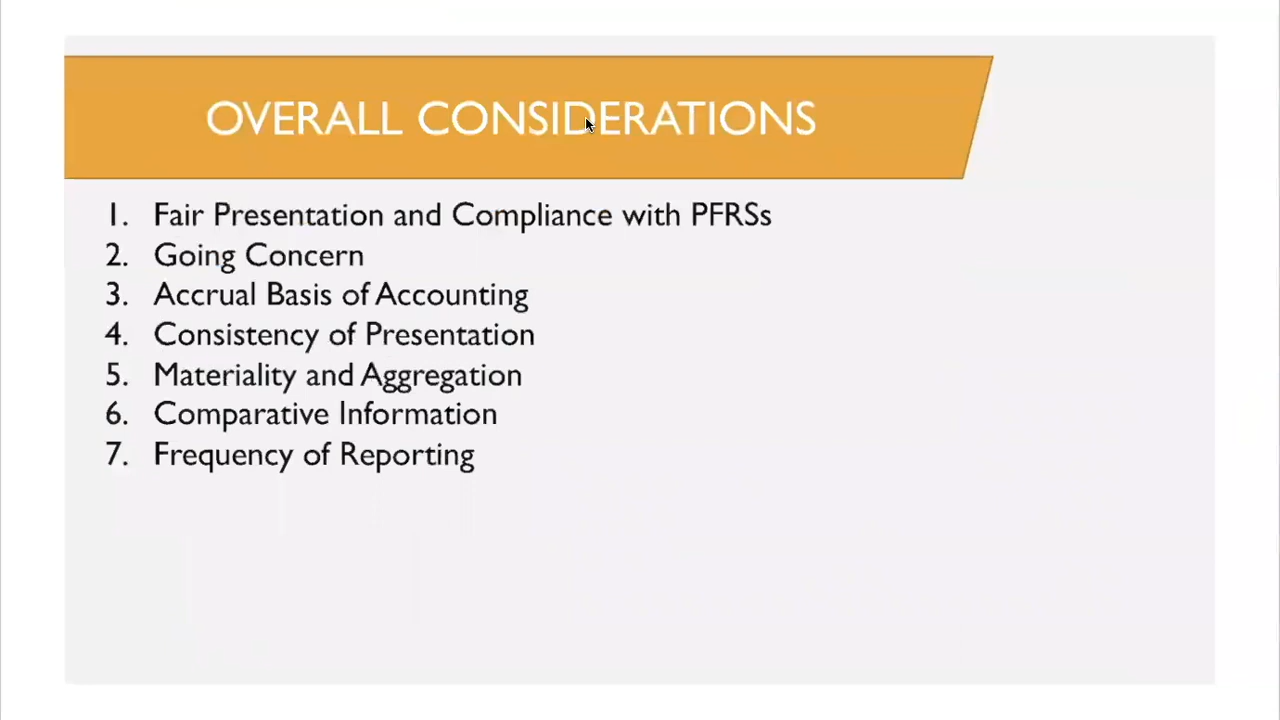 OVERALL CONSIDERATIONS
1. Fair Presentation and Compliance with PFRSs
2. Going Concern
3. Accrual Basis of Accounting
4. Consistency of Presentation
5. Materiality and Aggregation
6. Comparative Information
7. Frequency of Reporting